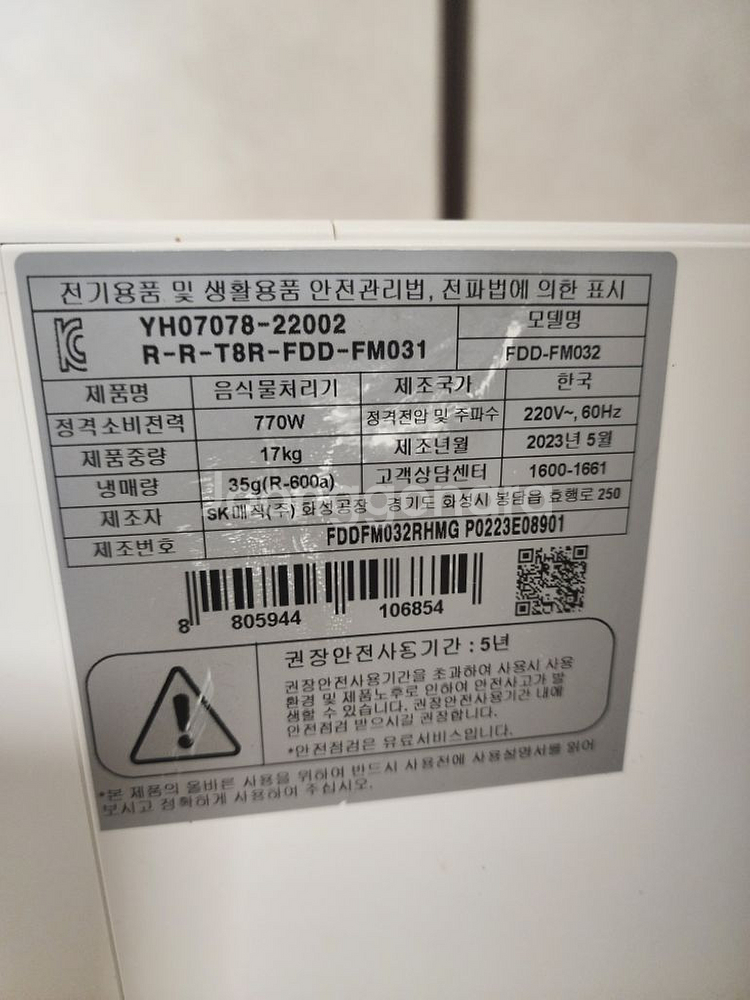 전기용품 및 생활용품 안전관리법, 전파법에 의한 표시
YH07078-22002
R-R-T8R-FDD-FM031
모델명
FDD-FM032
제품명 음식물처리기 제조국가 한국
정격소비전력 770W 정격전압 및 주파수 220V~, 60Hz
제품중량 17kg 제조년월 2023년 5월
냉매량 35g(R-600a) 고객상담센터 1600-1661
제조자 SK매직(주) 화성공장 경기도 화성시 봉담읍 효행로 250
제조번호 FDDFM032RHMG P0223E08901
8 805944 106854
권장안전사용기간 : 5년
권장안전사용기간을 초과하여 사용시 사용
환경 및 제품노후로 인하여 안전사고가 발
생할 수 있습니다. 권장안전사용기간 내에
안전점검 받으시길 권장합니다.
*안전점검은 유료서비스입니다.
*본 제품의 올바른 사용을 위하여 반드시 사용전에 사용설명서를 읽어
보시고 정확하게 사용하여 주십시오.